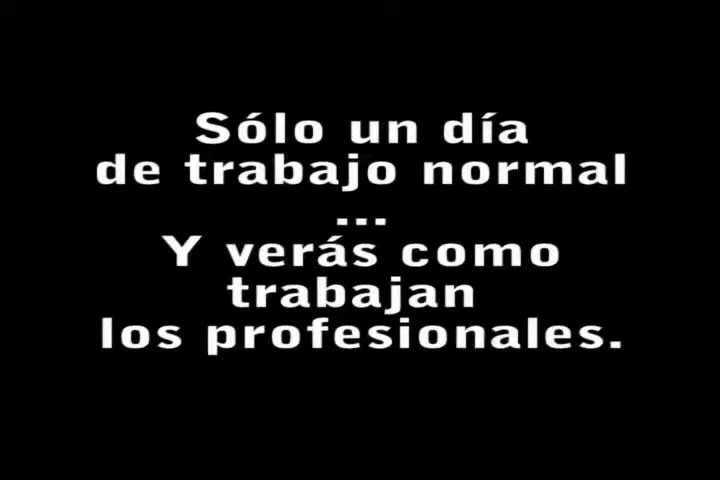 Sólo un día
de trabajo normal
...
Y verás como
trabajan
los profesionales.